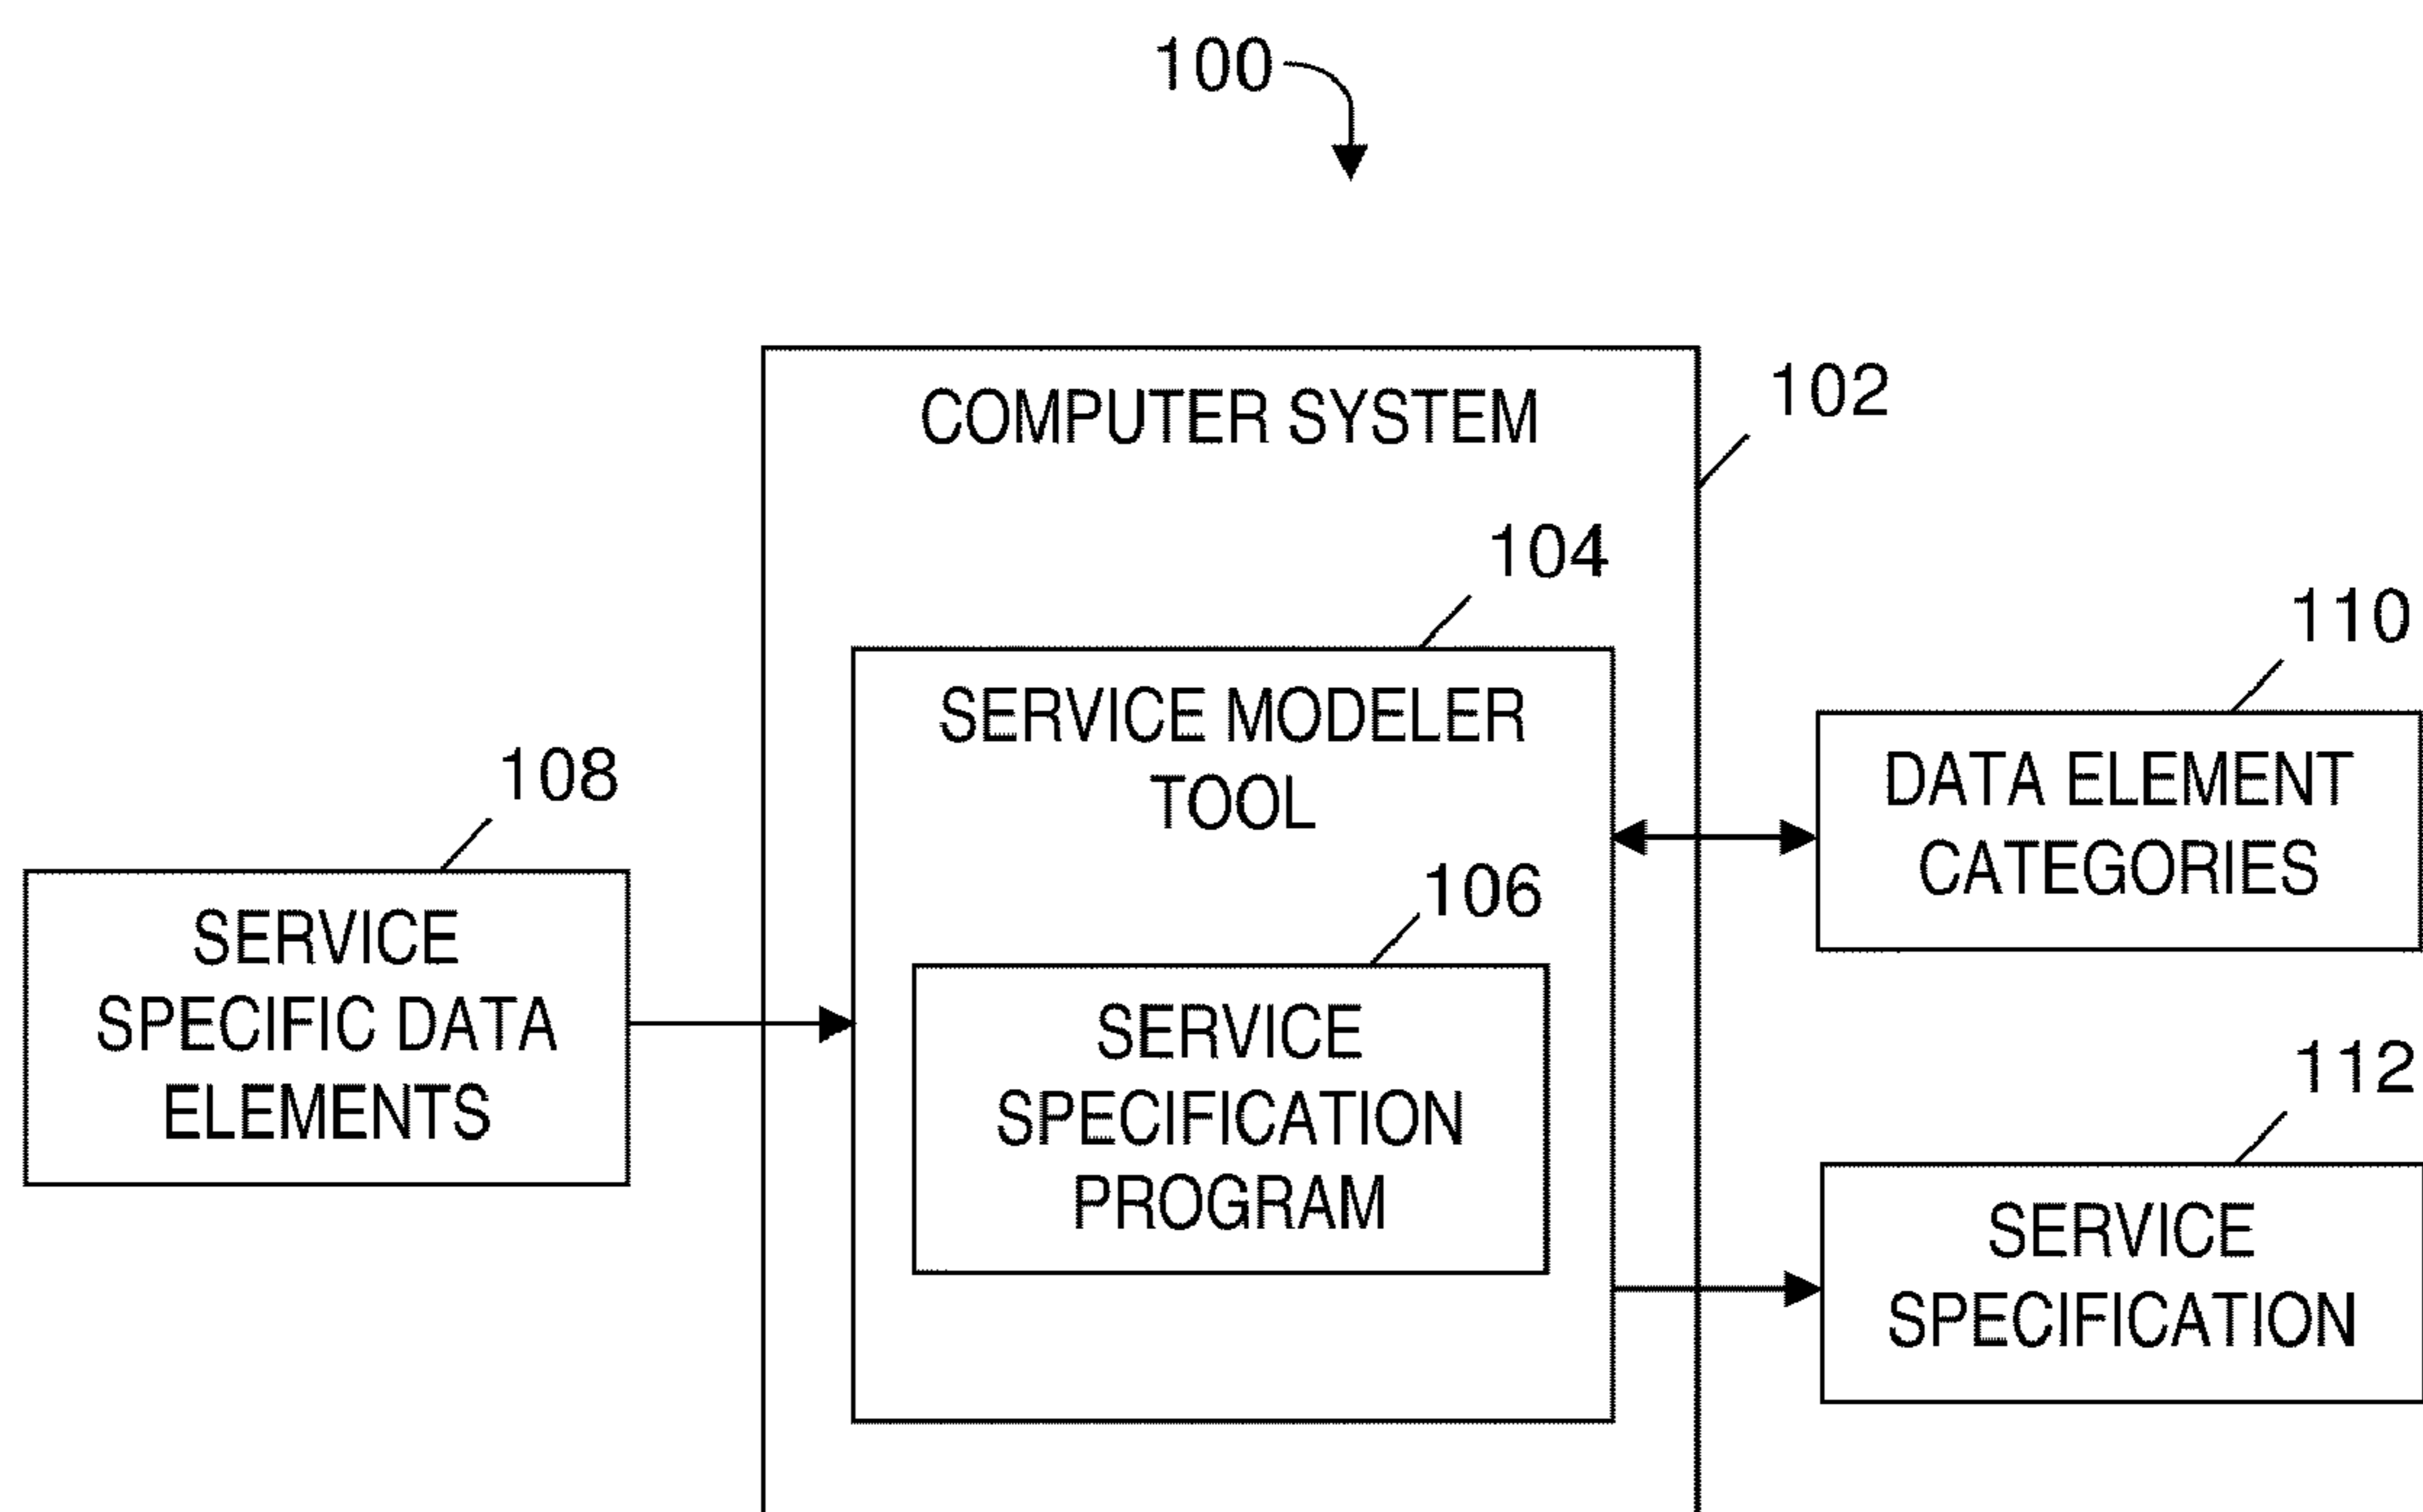 100
COMPUTER SYSTEM
102
104
SERVICE MODELER
TOOL
110
DATA ELEMENT
CATEGORIES
108
SERVICE
SPECIFIC DATA
ELEMENTS
106
SERVICE
SPECIFICATION
PROGRAM
112
SERVICE
SPECIFICATION